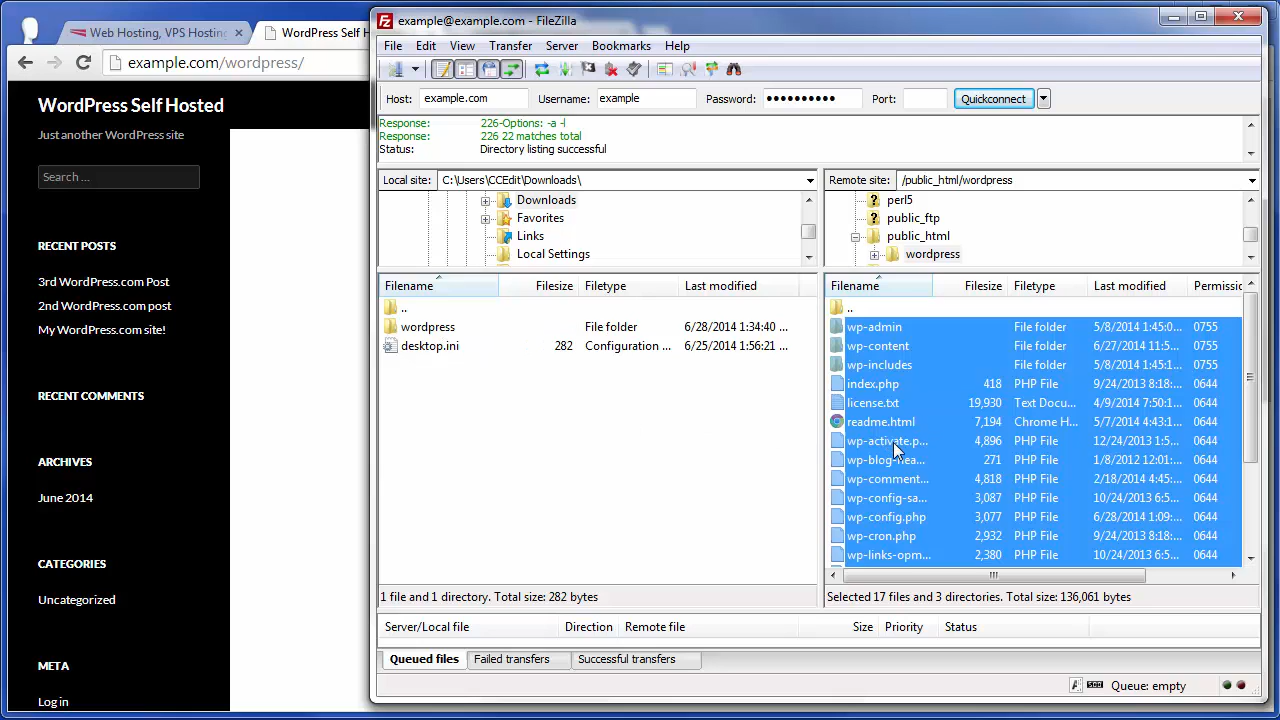 Web Hosting, VPS Hosting
WordPress Self H
example.com/wordpress/
WordPress Self Hosted
Just another WordPress site
Search ...
RECENT POSTS
3rd WordPress.com Post
2nd WordPress.com post
My WordPress.com site!
RECENT COMMENTS
ARCHIVES
June 2014
CATEGORIES
Uncategorized
META
Log in
example@example.com - FileZilla
File Edit View Transfer Server Bookmarks Help
Host: example.com Username: example Password: ●●●●●●●●●● Port: Quickconnect
Response: 226-Options: -a -l
Response: 226 22 matches total
Status: Directory listing successful
Local site: C:\Users\CCEdit\Downloads\
Downloads
Favorites
Links
Local Settings
Filename Filesize Filetype Last modified
..
wordpress File folder 6/28/2014 1:34:40 ...
desktop.ini 282 Configuration ... 6/25/2014 1:56:21 ...
1 file and 1 directory. Total size: 282 bytes
Remote site: /public_html/wordpress
perl5
public_ftp
public_html
wordpress
Filename Filesize Filetype Last modified Permissic
..
wp-admin File folder 5/8/2014 1:45:0... 0755
wp-content File folder 6/27/2014 11:5... 0755
wp-includes File folder 5/8/2014 1:45:1... 0755
index.php 418 PHP File 9/24/2013 8:18:... 0644
license.txt 19,930 Text Docu... 4/9/2014 7:50:1... 0644
readme.html 7,194 Chrome H... 5/7/2014 4:43:1... 0644
wp-activate.p... 4,896 PHP File 12/24/2013 1:5... 0644
wp-blog-hea... 271 PHP File 1/8/2012 12:01:... 0644
wp-comment... 4,818 PHP File 2/18/2014 4:45:... 0644
wp-config-sa... 3,087 PHP File 10/24/2013 6:5... 0644
wp-config.php 3,077 PHP File 6/28/2014 1:09:... 0644
wp-cron.php 2,932 PHP File 9/24/2013 8:18:... 0644
wp-links-opm... 2,380 PHP File 10/24/2013 6:5... 0644
Selected 17 files and 3 directories. Total size: 136,061 bytes
Server/Local file Direction Remote file Size Priority Status
Queued files Failed transfers Successful transfers
Queue: empty